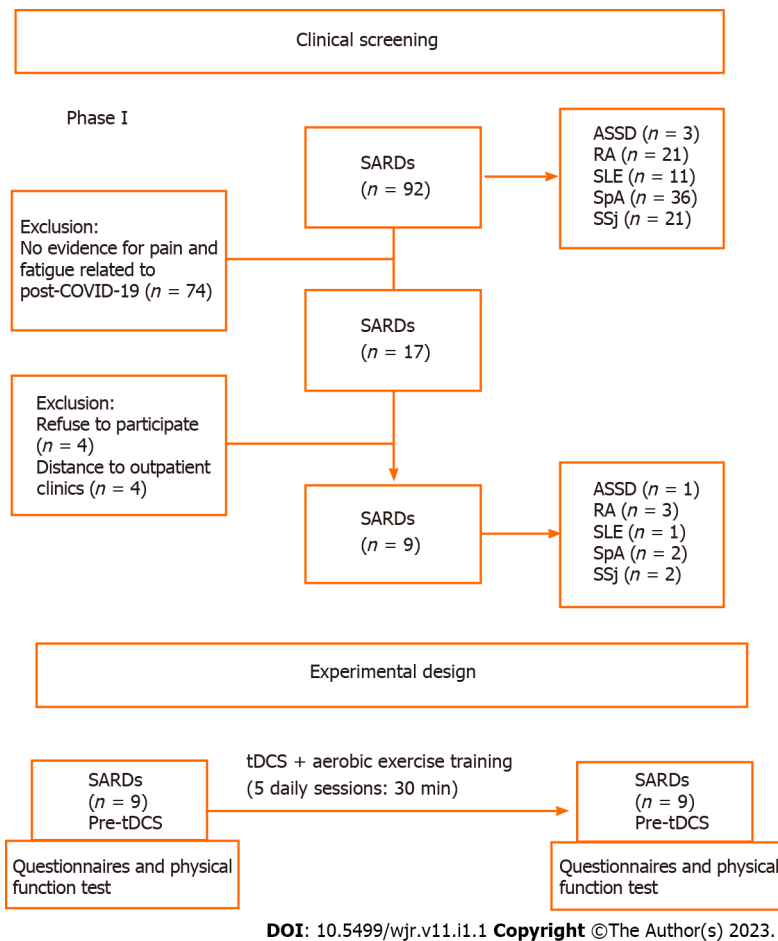 Clinical screening
Phase I
SARDs
(n = 92)
ASSD (n = 3)
RA (n = 21)
SLE (n = 11)
SpA (n = 36)
SSj (n = 21)
Exclusion:
No evidence for pain and
fatigue related to
post-COVID-19 (n = 74)
SARDs
(n = 17)
Exclusion:
Refuse to participate
(n = 4)
Distance to outpatient
clinics (n = 4)
SARDs
(n = 9)
ASSD (n = 1)
RA (n = 3)
SLE (n = 1)
SpA (n = 2)
SSj (n = 2)
Experimental design
SARDs
(n = 9)
Pre-tDCS
Questionnaires and physical
function test
tDCS + aerobic exercise training
(5 daily sessions: 30 min)
SARDs
(n = 9)
Pre-tDCS
Questionnaires and physical
function test
DOI: 10.5499/wjr.v11.i1.1 Copyright ©The Author(s) 2023.